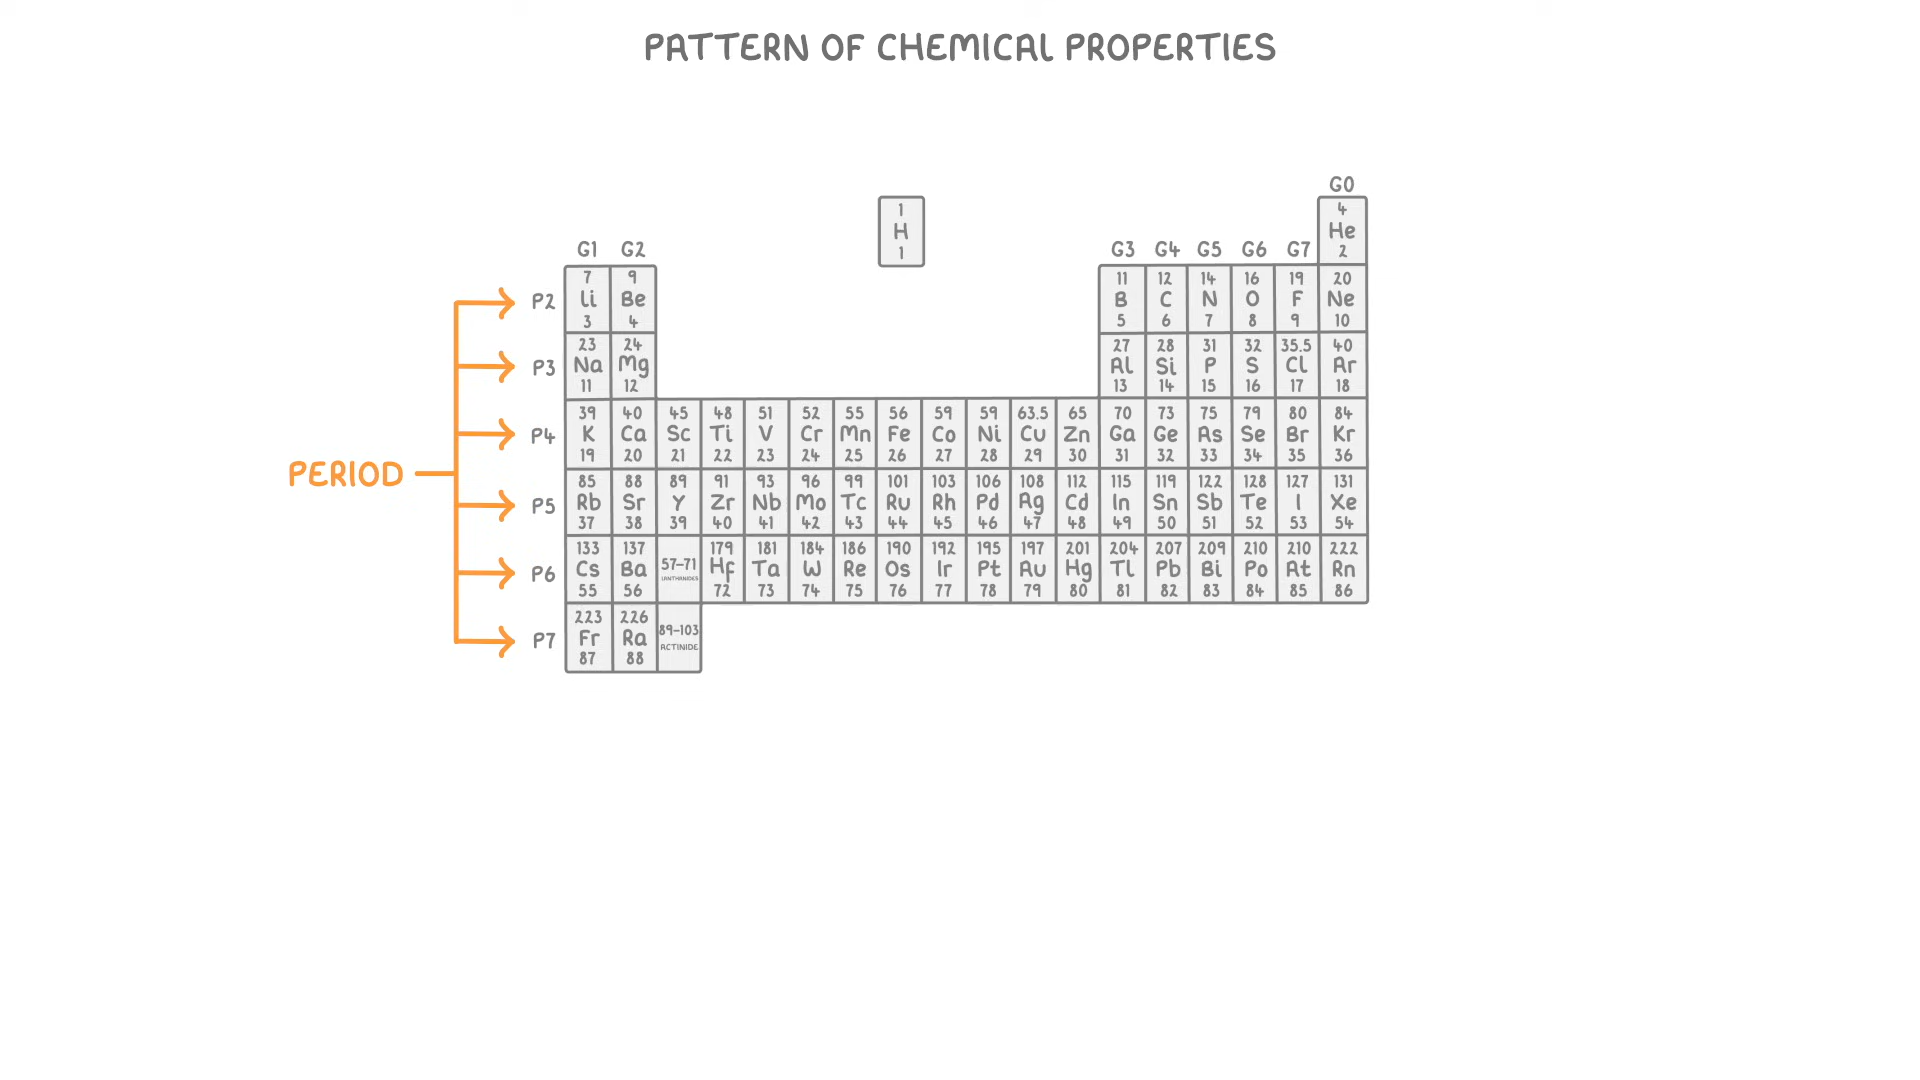 PATTERN OF CHEMICAL PROPERTIES
G0
1 4
H He
1 2
G1 G2 G3 G4 G5 G6 G7
7 9 11 12 14 16 19 20
P2 Li Be B C N O F Ne
3 4 5 6 7 8 9 10
23 24 27 28 31 32 35.5 40
P3 Na Mg Al Si P S Cl Ar
11 12 13 14 15 16 17 18
39 40 45 48 51 52 55 56 59 59 63.5 65 70 73 75 79 80 84
P4 K Ca Sc Ti V Cr Mn Fe Co Ni Cu Zn Ga Ge As Se Br Kr
19 20 21 22 23 24 25 26 27 28 29 30 31 32 33 34 35 36
PERIOD
85 88 89 91 93 96 99 101 103 106 108 112 115 119 122 128 127 131
P5 Rb Sr Y Zr Nb Mo Tc Ru Rh Pd Ag Cd In Sn Sb Te I Xe
37 38 39 40 41 42 43 44 45 46 47 48 49 50 51 52 53 54
133 137 179 181 184 186 190 192 195 197 201 204 207 209 210 210 222
P6 Cs Ba 57-71 Hf Ta W Re Os Ir Pt Au Hg Tl Pb Bi Po At Rn
LANTHANIDES
55 56 72 73 74 75 76 77 78 79 80 81 82 83 84 85 86
223 226 89-103
P7 Fr Ra ACTINIDE
87 88